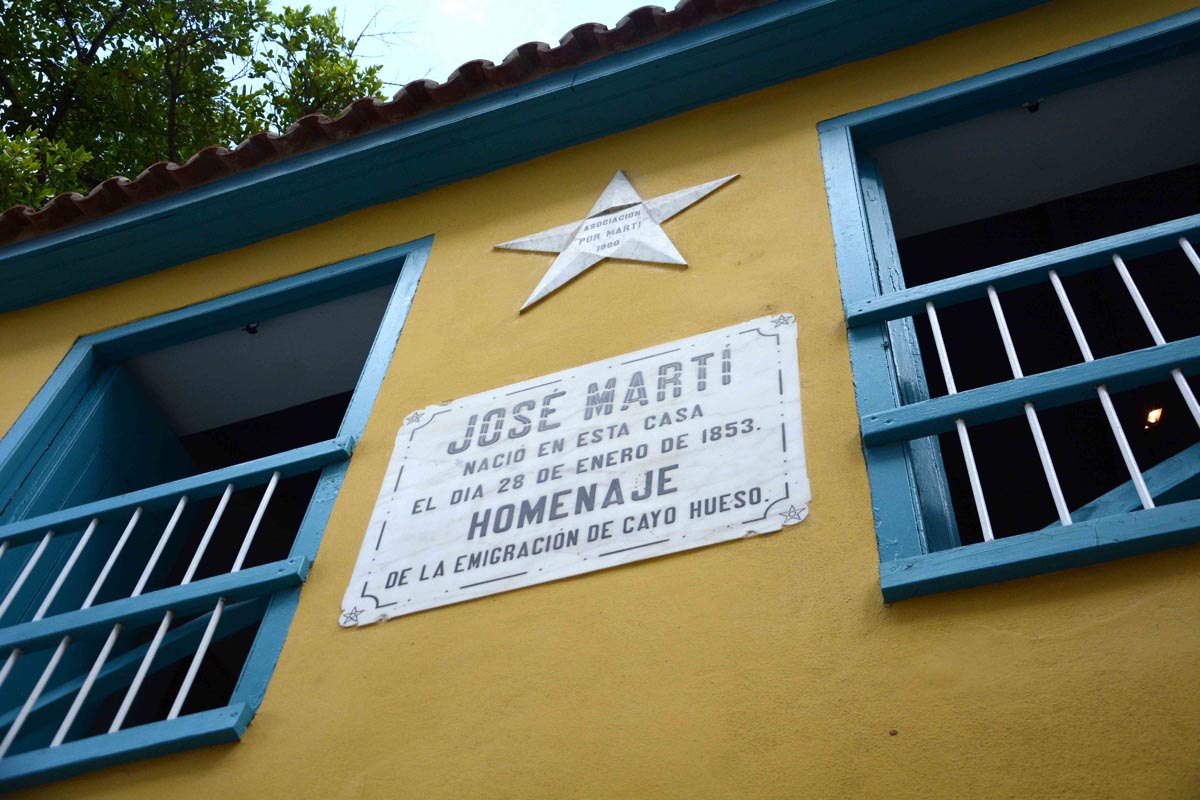 ASOCIACION
"POR MARTI"
1900
JOSÉ MARTÍ
NACIÓ EN ESTA CASA
EL DIA 28 DE ENERO DE 1853.
HOMENAJE
DE LA EMIGRACIÓN DE CAYO HUESO.